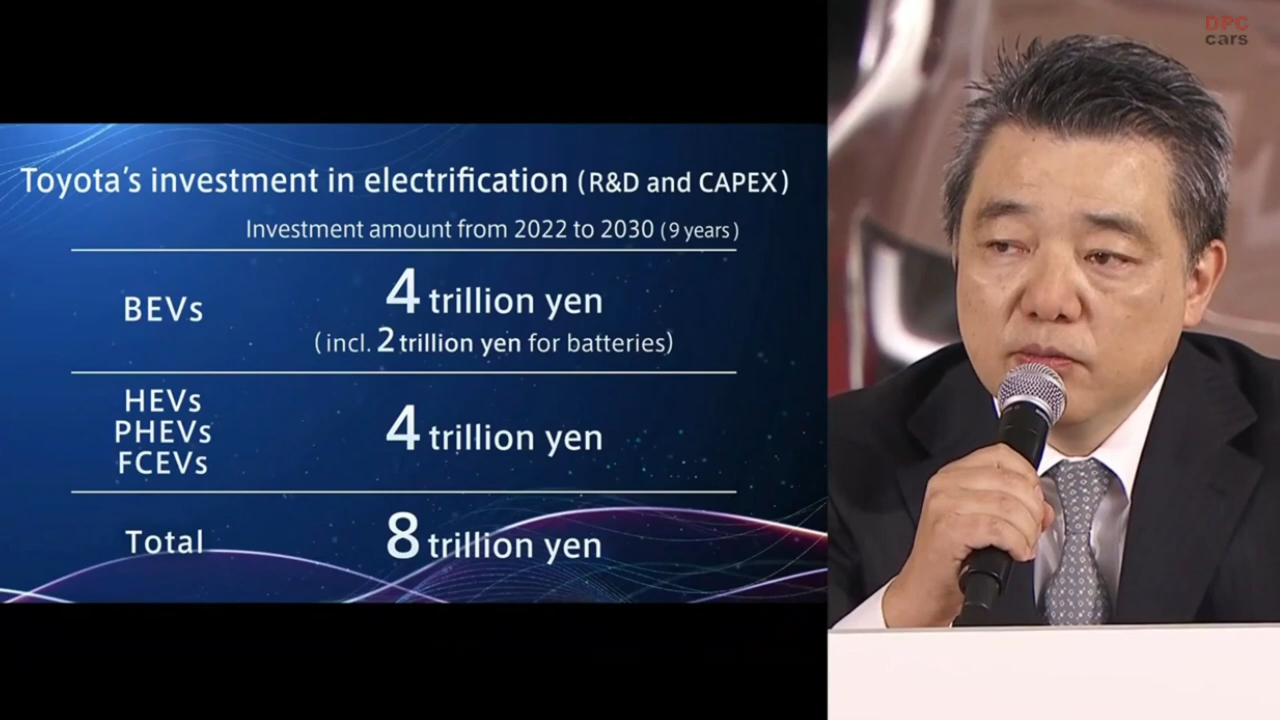 Toyota's investment in electrification (R&D and CAPEX)
Investment amount from 2022 to 2030 (9 years)
BEVs
4 trillion yen
(incl. 2 trillion yen for batteries)
HEVs
PHEVs
FCEVs
4 trillion yen
Total
8 trillion yen
DPC
cars